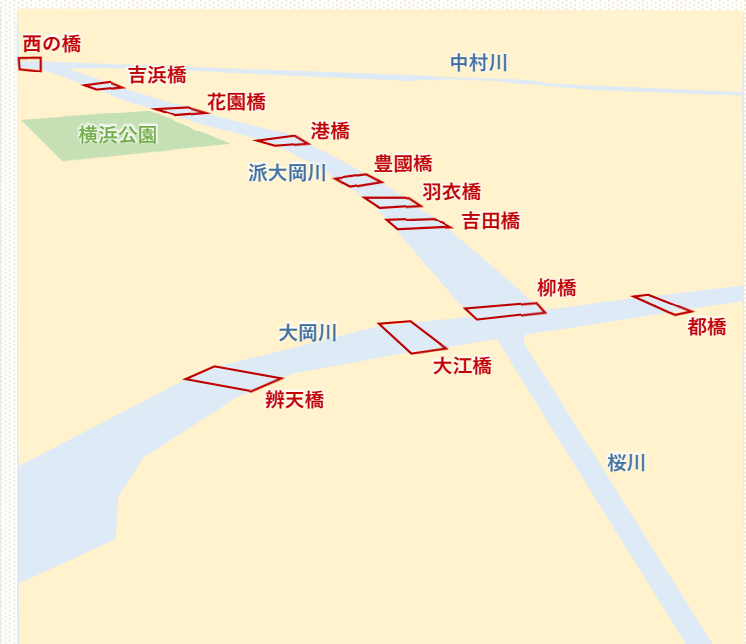 西の橋
中村川
吉浜橋
花園橋
横浜公園
港橋
豊國橋
派大岡川
羽衣橋
吉田橋
柳橋
都橋
大岡川
大江橋
辨天橋
桜川